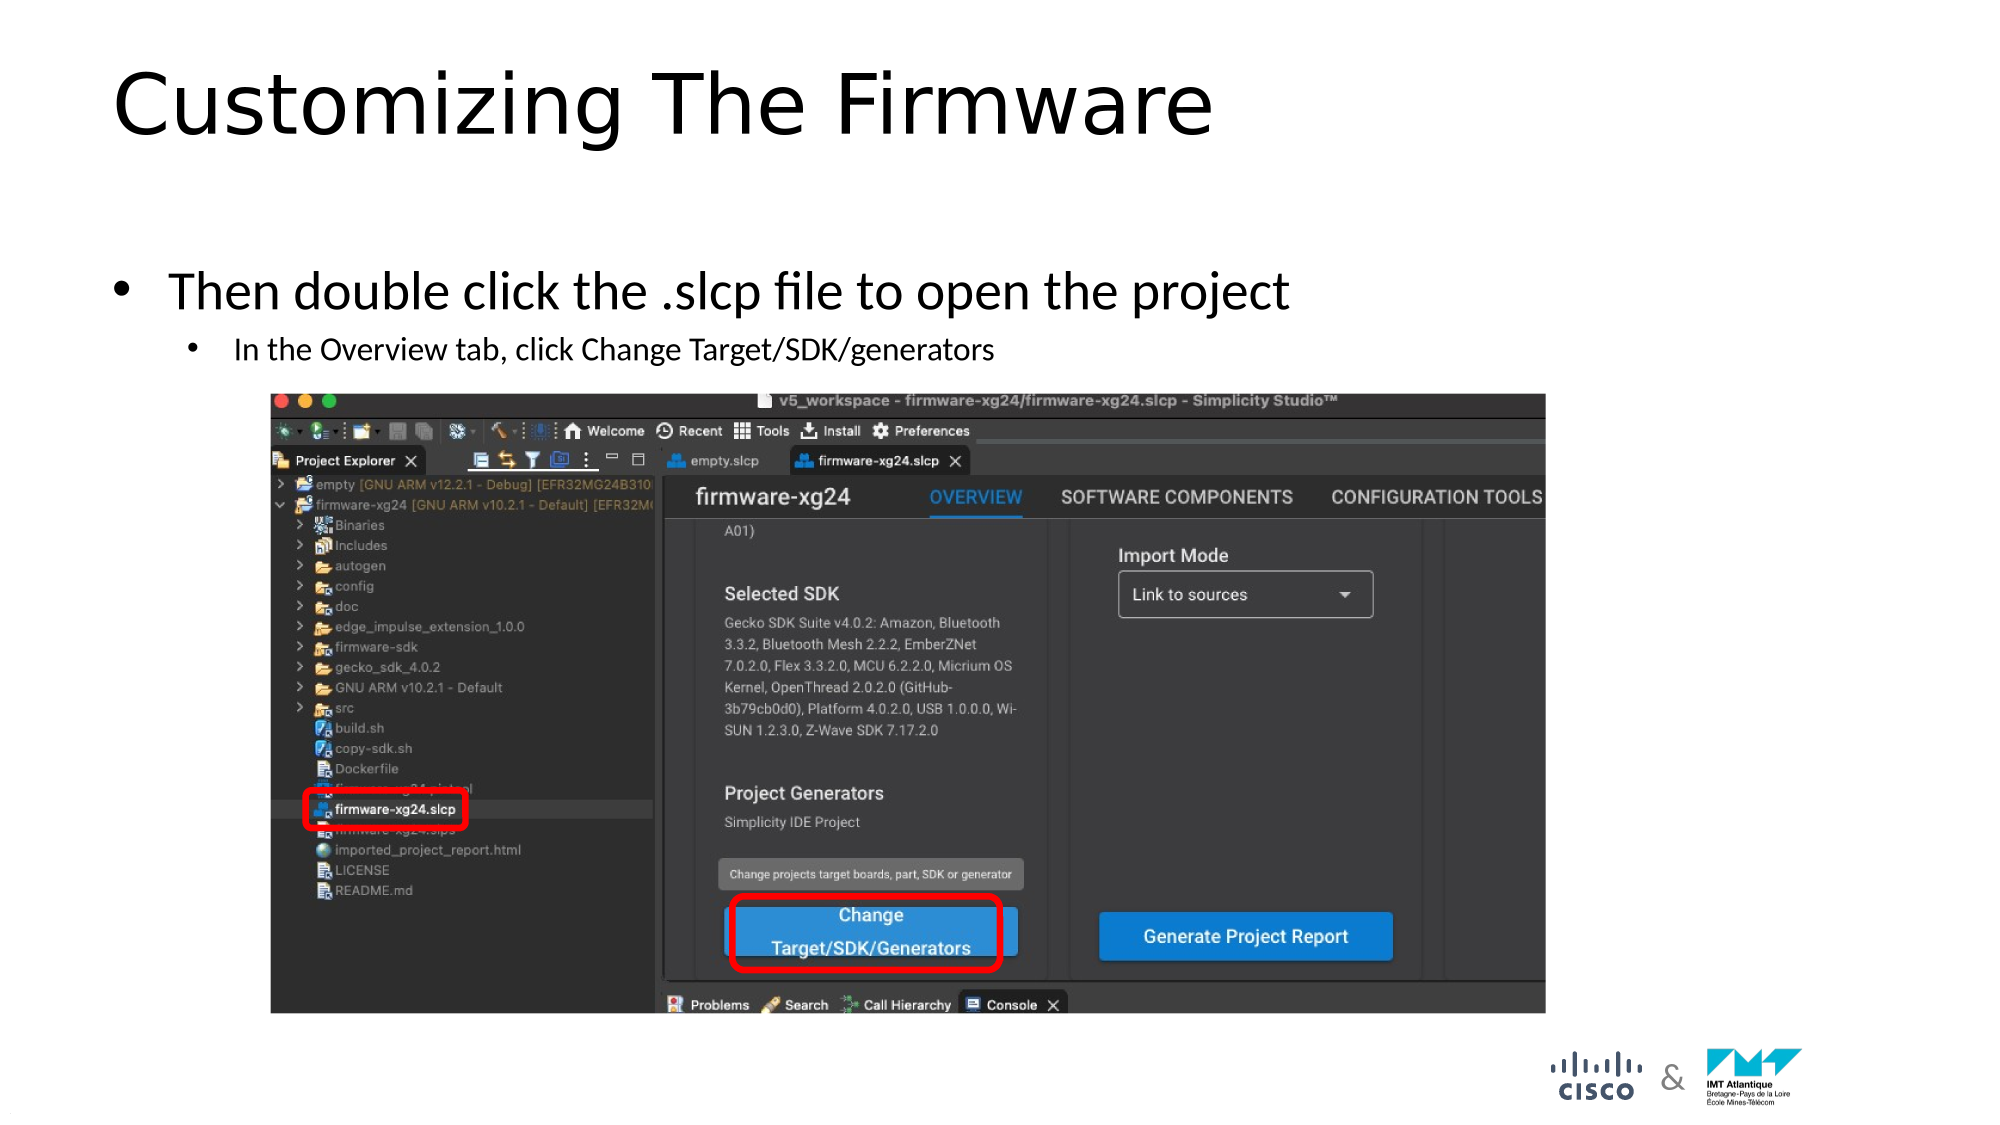 Customizing The Firmware
• Then double click the .slcp file to open the project
• In the Overview tab, click Change Target/SDK/generators
v5_workspace - firmware-xg24/firmware-xg24.slcp - Simplicity Studio™
Welcome Recent Tools Install Preferences
Project Explorer
empty.slcp firmware-xg24.slcp
empty [GNU ARM v12.2.1 - Debug] [EFR32MG24B310
firmware-xg24 [GNU ARM v10.2.1 - Default] [EFR32M
Binaries
Includes
autogen
config
doc
edge_impulse_extension_1.0.0
firmware-sdk
gecko_sdk_4.0.2
GNU ARM v10.2.1 - Default
src
build.sh
copy-sdk.sh
Dockerfile
firmware-xg24.slcp
firmware-xg24.slps
imported_project_report.html
LICENSE
README.md
firmware-xg24 OVERVIEW SOFTWARE COMPONENTS CONFIGURATION TOOLS
A01)
Selected SDK
Gecko SDK Suite v4.0.2: Amazon, Bluetooth
3.3.2, Bluetooth Mesh 2.2.2, EmberZNet
7.0.2.0, Flex 3.3.2.0, MCU 6.2.2.0, Micrium OS
Kernel, OpenThread 2.0.2.0 (GitHub-
3b79cb0d0), Platform 4.0.2.0, USB 1.0.0.0, Wi-
SUN 1.2.3.0, Z-Wave SDK 7.17.2.0
Project Generators
Simplicity IDE Project
Change projects target boards, part, SDK or generator
Change
Target/SDK/Generators
Import Mode
Link to sources
Generate Project Report
Problems Search Call Hierarchy Console
CISCO & IMT Atlantique
Bretagne-Pays de la Loire
École Mines-Télécom